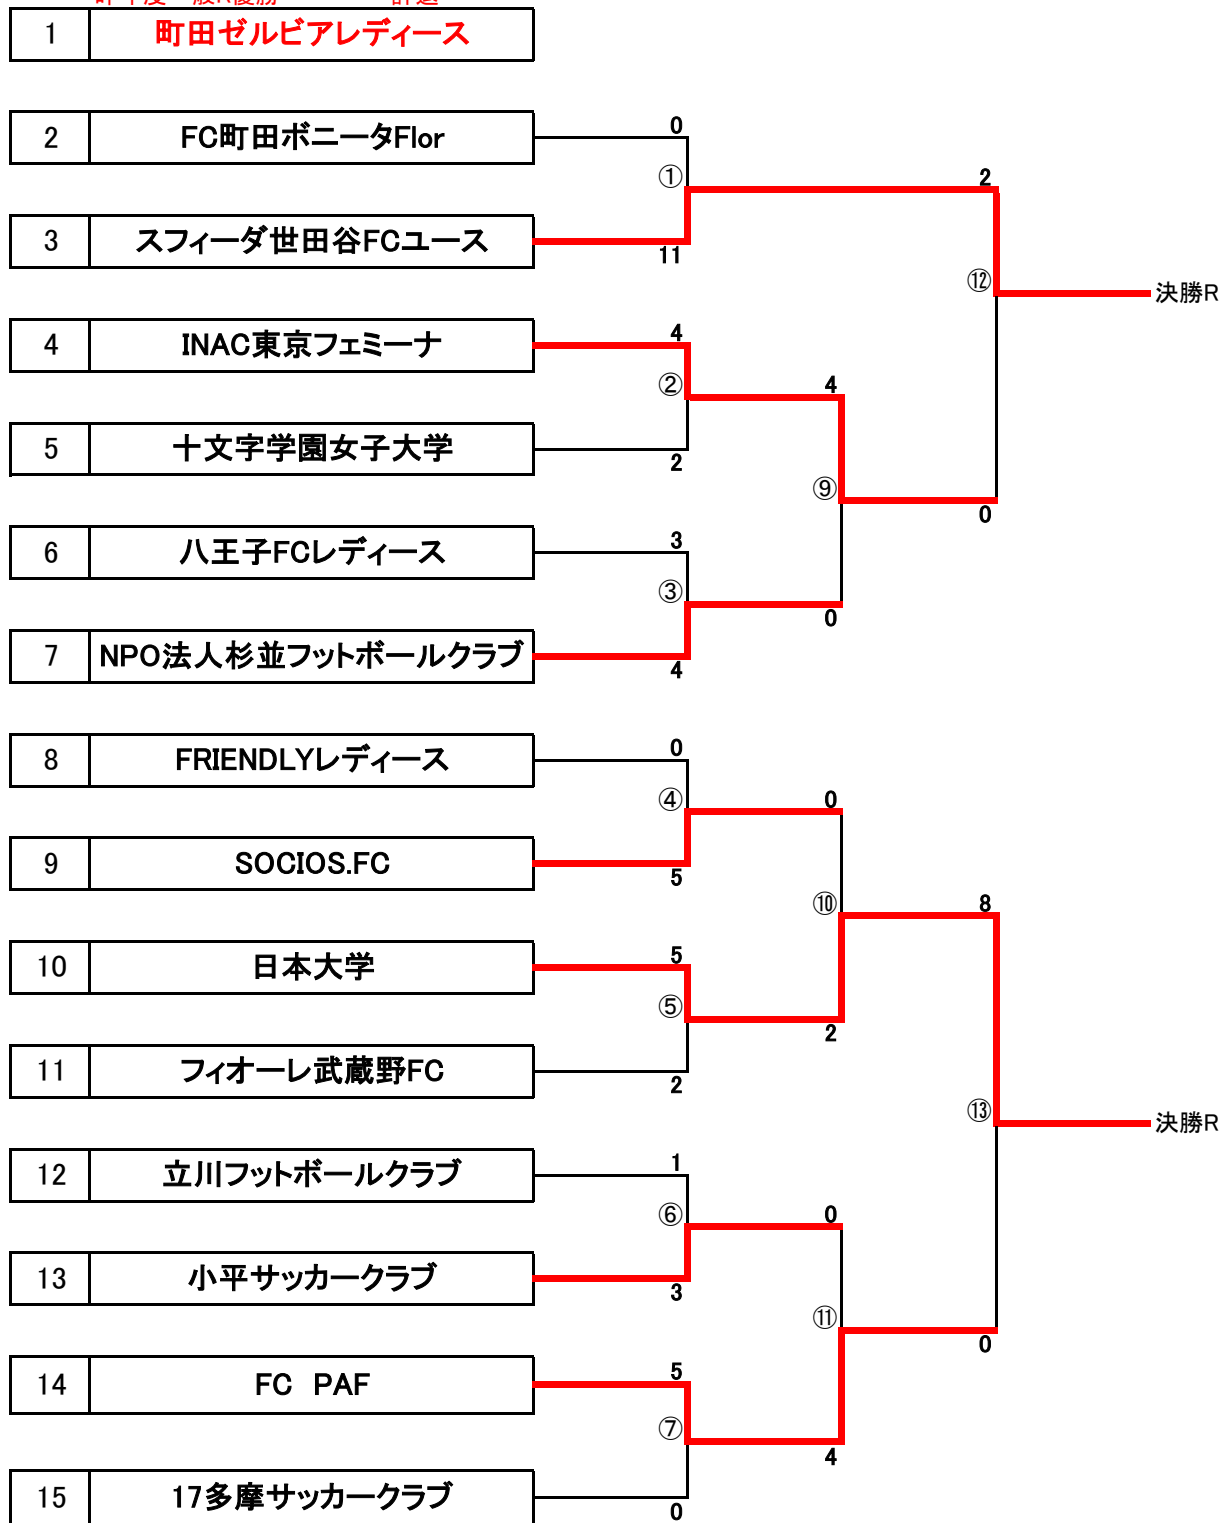 1 町田ゼルビアレディース
2 FC町田ボニータFlor
0
①
2
3 スフィーダ世田谷FCユース
11
⑫
決勝R
4 INAC東京フェミーナ
4
②
4
5 十文字学園女子大学
2
⑨
0
6 八王子FCレディース
3
③
0
7 NPO法人杉並フットボールクラブ
4
8 FRIENDLYレディース
0
④
0
9 SOCIOS.FC
5
⑩
8
10 日本大学
5
⑤
2
11 フィオーレ武蔵野FC
2
⑬
決勝R
12 立川フットボールクラブ
1
⑥
0
13 小平サッカークラブ
3
⑪
0
14 FC PAF
5
⑦
4
15 17多摩サッカークラブ
0